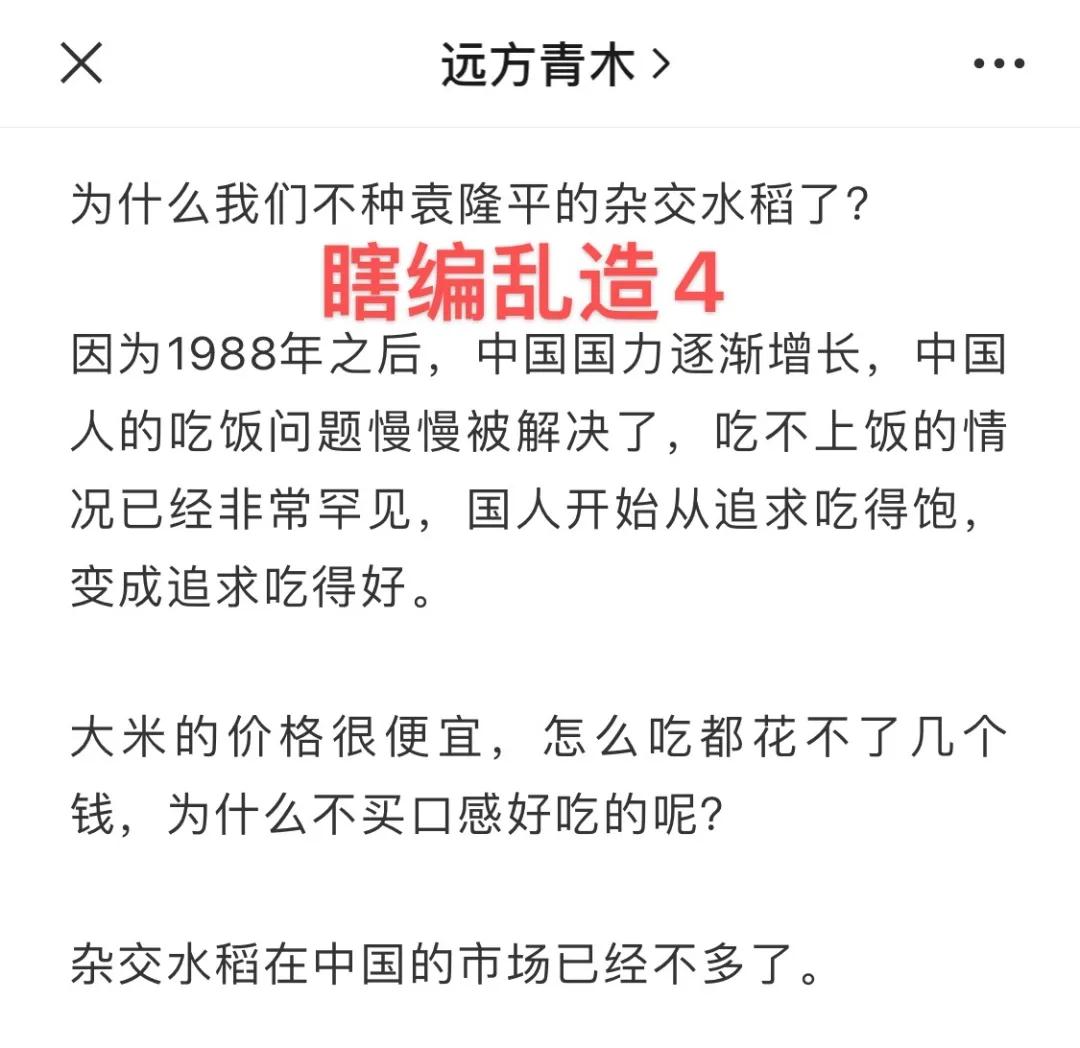 远方青木
为什么我们不种袁隆平的杂交水稻了？
瞎编乱造4
因为1988年之后，中国国力逐渐增长，中国
人的吃饭问题慢慢被解决了，吃不上饭的情
况已经非常罕见，国人开始从追求吃得饱，
变成追求吃得好。
大米的价格很便宜，怎么吃都花不了几个
钱，为什么不买口感好吃的呢？
杂交水稻在中国的市场已经不多了。